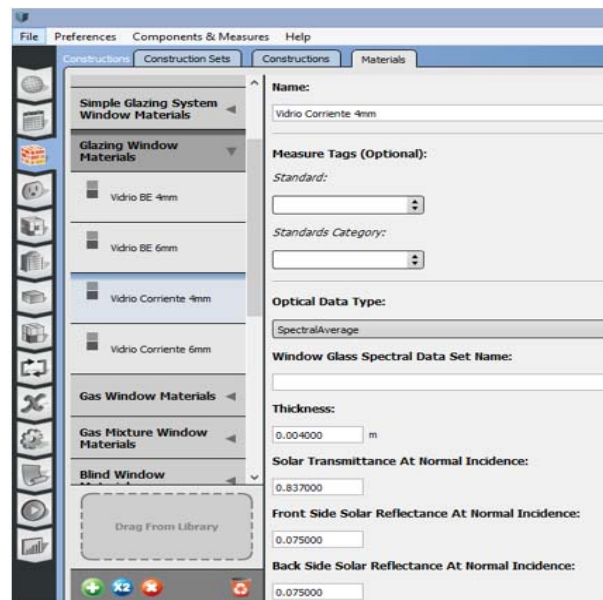 File Preferences Components & Measures Help
Constructions Construction Sets Constructions Materials
Simple Glazing System
Window Materials
Glazing Window
Materials
Vidrio BE 4mm
Vidrio BE 6mm
Vidrio Corriente 4mm
Vidrio Corriente 6mm
Gas Window Materials
Gas Mixture Window
Materials
Blind Window
Drag From Library
X2
Name:
Vidrio Corriente 4mm
Measure Tags (Optional):
Standard:
Standards Category:
Optical Data Type:
SpectralAverage
Window Glass Spectral Data Set Name:
Thickness:
0.004000 m
Solar Transmittance At Normal Incidence:
0.837000
Front Side Solar Reflectance At Normal Incidence:
0.075000
Back Side Solar Reflectance At Normal Incidence:
0.075000